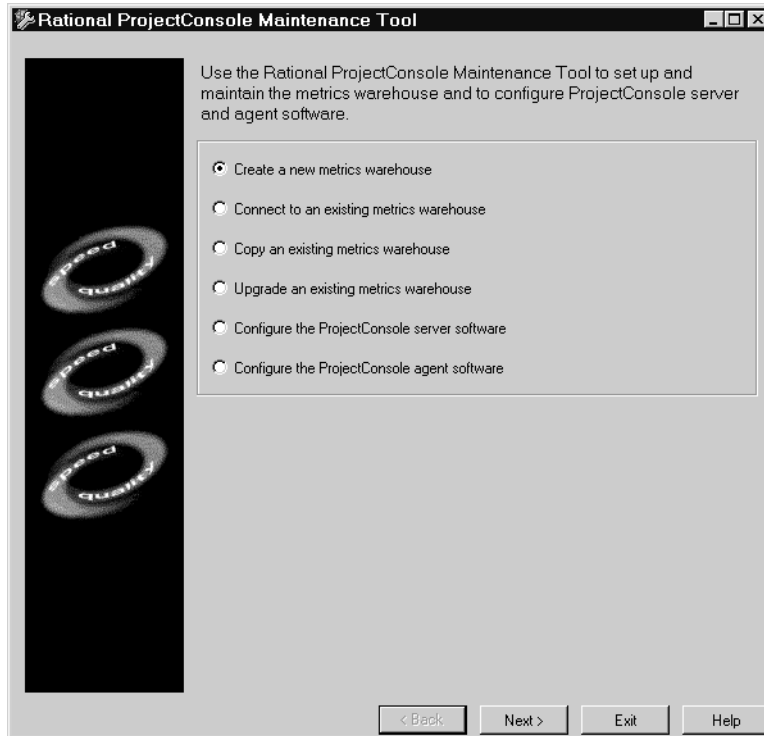 Rational ProjectConsole Maintenance Tool
Use the Rational ProjectConsole Maintenance Tool to set up and
maintain the metrics warehouse and to configure ProjectConsole server
and agent software.
Create a new metrics warehouse
Connect to an existing metrics warehouse
Copy an existing metrics warehouse
Upgrade an existing metrics warehouse
Configure the ProjectConsole server software
Configure the ProjectConsole agent software
speed
quality
speed
quality
speed
quality
< Back
Next >
Exit
Help